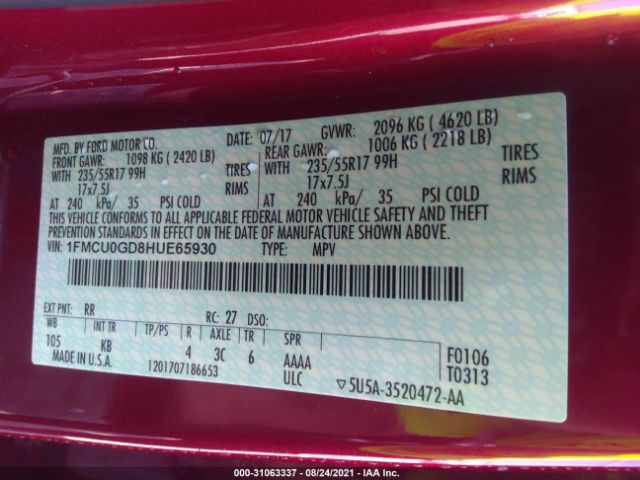 MFD. BY FORD MOTOR CO. DATE: 07/17 GVWR: 2096 KG ( 4620 LB)
FRONT GAWR: 1098 KG ( 2420 LB) REAR GAWR: 1006 KG ( 2218 LB)
WITH 235/55R17 99H TIRES WITH 235/55R17 99H TIRES
17x7.5J RIMS 17x7.5J RIMS
AT 240 kPa/ 35 PSI COLD AT 240 kPa/ 35 PSI COLD
THIS VEHICLE CONFORMS TO ALL APPLICABLE FEDERAL MOTOR VEHICLE SAFETY AND THEFT
PREVENTION STANDARDS IN EFFECT ON THE DATE OF MANUFACTURE SHOWN ABOVE.
VIN: 1FMCU0GD8HUE65930 TYPE: MPV
EXT PNT: RR RC: 27 DSO:
WB INT TR TP/PS R AXLE TR SPR
105 KB 4 3C 6 AAAA F0106
MADE IN U.S.A. 1201707186653 ULC T0313
▽5U5A-3520472-AA
000-31063337 - 08/24/2021 - IAA Inc.